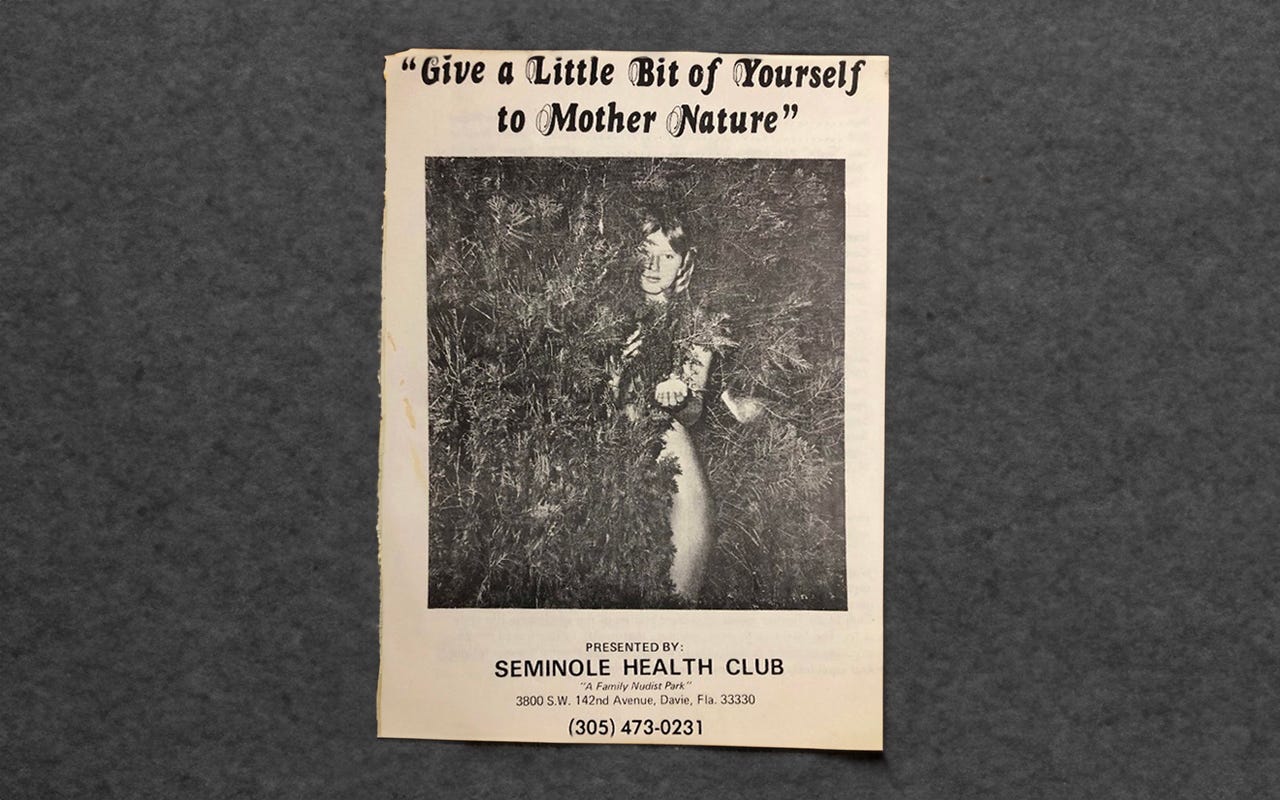 “Give a Little Bit of Yourself
to Mother Nature”
PRESENTED BY:
SEMINOLE HEALTH CLUB
"A Family Nudist Park"
3800 S.W. 142nd Avenue, Davie, Fla. 33330
(305) 473-0231